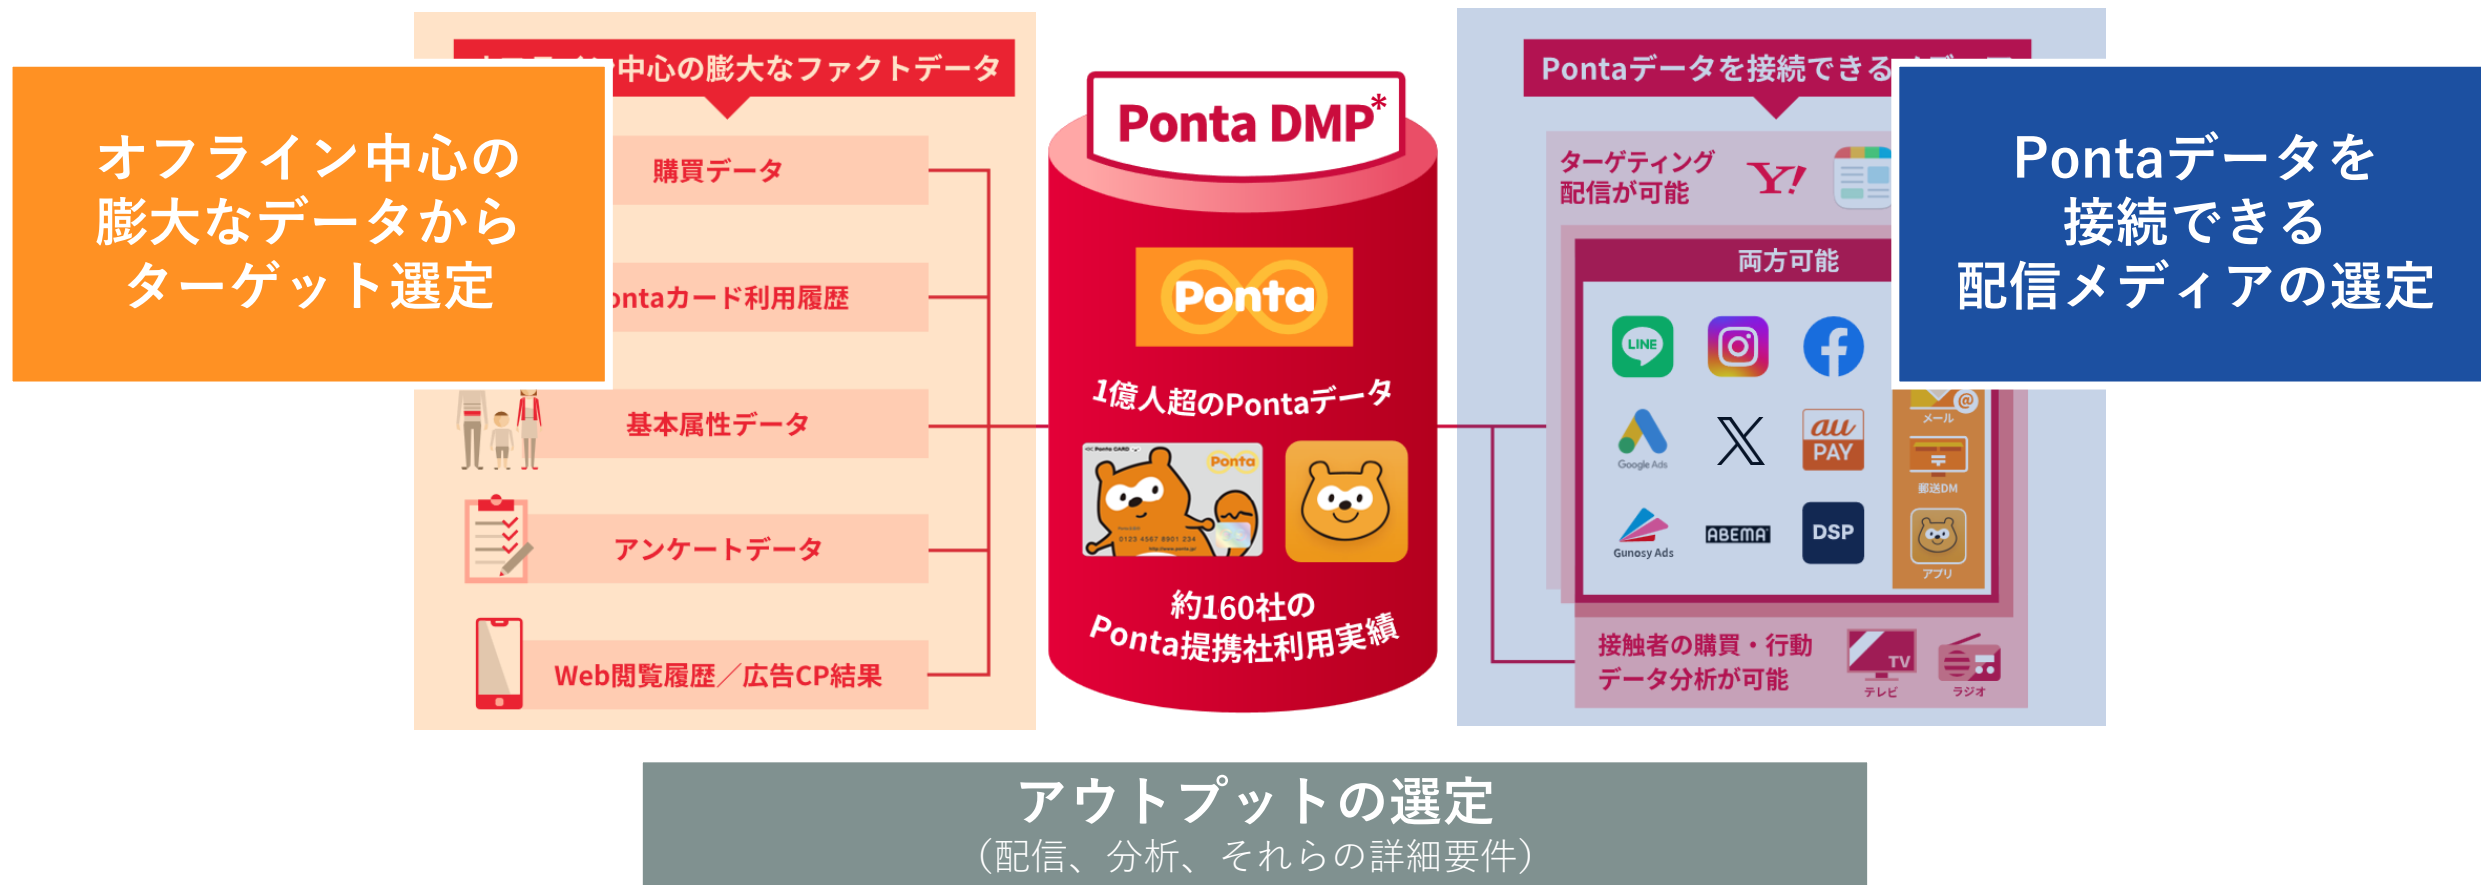 オフライン中心の
膨大なデータから
ターゲット選定
中心の膨大なファクトデータ
購買データ
ontaカード利用履歴
基本属性データ
アンケートデータ
Web閲覧履歴／広告CP結果
Ponta DMP*
Ponta
1億人超のPontaデータ
Ponta CARD
Ponta
0123 4567 8901 234
http://www.ponta.jp/
約160社の
Ponta提携社利用実績
Pontaデータを接続できる
ターゲティング
配信が可能
Y!
両方可能
LINE
Google Ads
X
au
PAY
Gunosy Ads
ABEMA
DSP
@
メール
郵送DM
アプリ
接触者の購買・行動
データ分析が可能
TV
テレビ
ラジオ
Pontaデータを
接続できる
配信メディアの選定
アウトプットの選定
（配信、分析、それらの詳細要件）